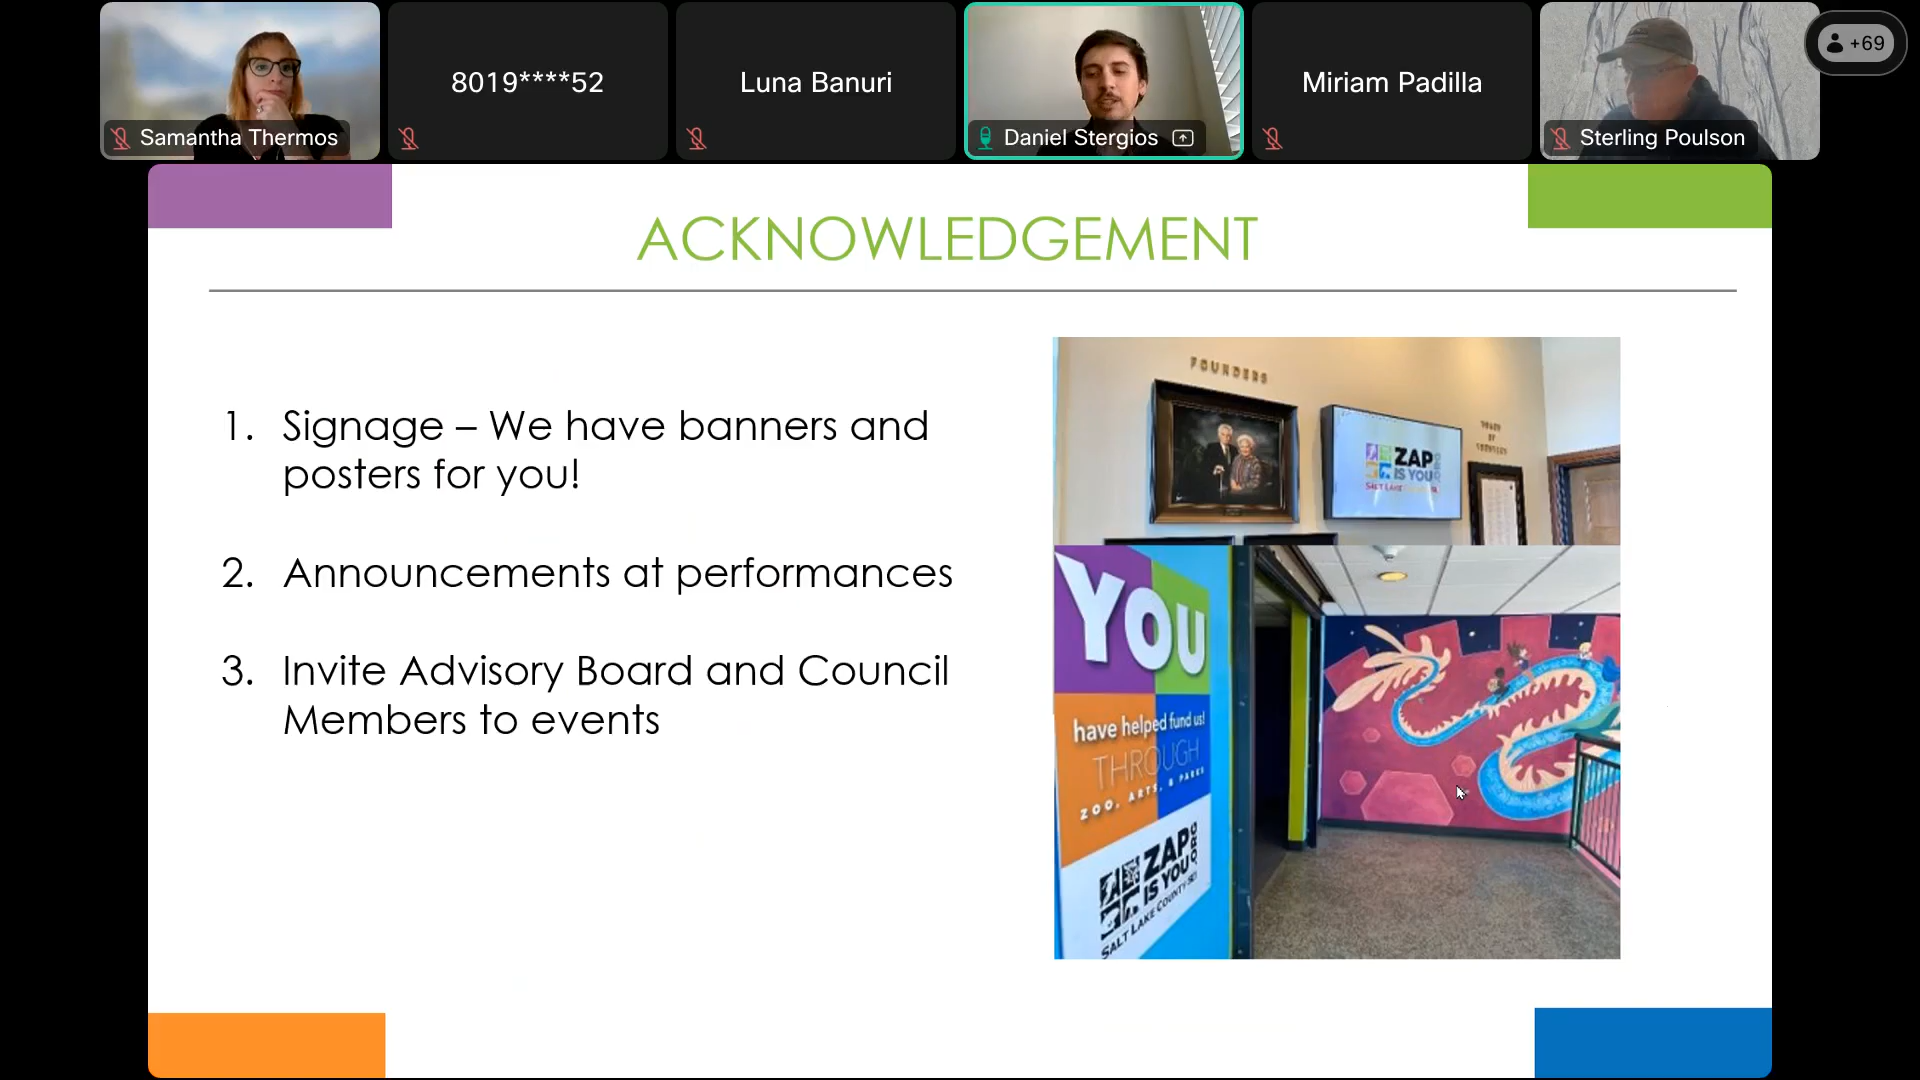 8019****52
Luna Banuri
Miriam Padilla
+69
Samantha Thermos
Daniel Stergios
Sterling Poulson
ACKNOWLEDGEMENT
1. Signage – We have banners and
posters for you!
2. Announcements at performances
3. Invite Advisory Board and Council
Members to events
FOUNDERS
ZAP
IS YOU
.ORG
YOU
have helped fund us!
THROUGH
ZOO, ARTS, & PARKS
ZAP
IS YOU
.ORG
SALT LAKE COUNTY